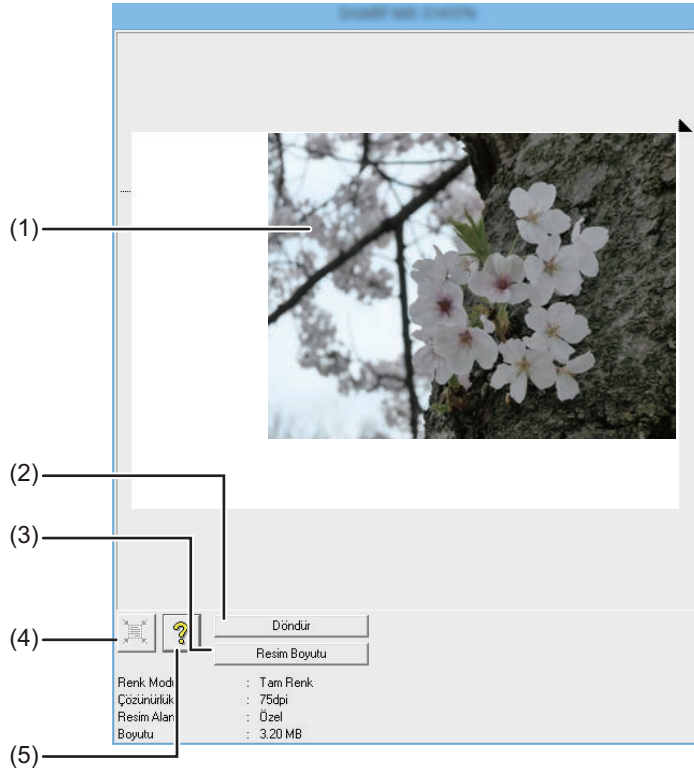 (1)
(2)
(3)
(4)
(5)
Döndür
Resim Boyutu
Renk Modu : Tam Renk
Çözünürlük : 75dpi
Resim Alan : Özel
Boyutu : 3.20 MB